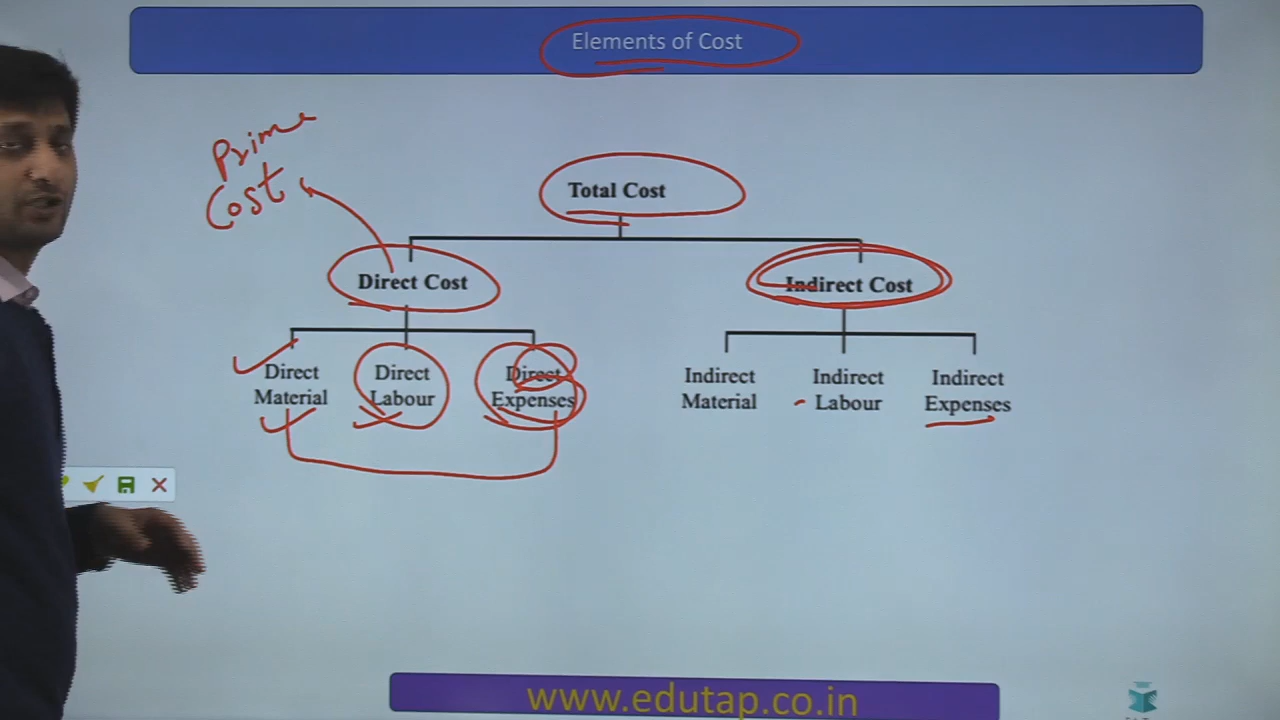 Elements of Cost
Prime
Cost
Total Cost
Direct Cost
Indirect Cost
Direct
Material
Direct
Labour
Direct
Expenses
Indirect
Material
Indirect
Labour
Indirect
Expenses
www.edutap.co.in